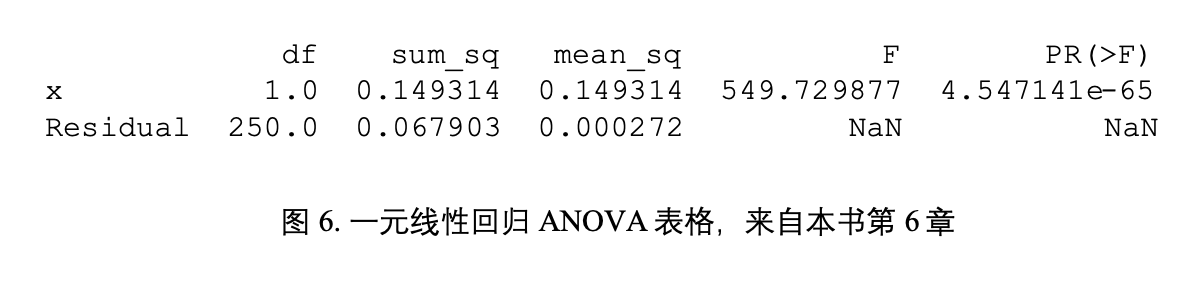 df sum_sq mean_sq F PR(>F)
x 1.0 0.149314 0.149314 549.729877 4.547141e-65
Residual 250.0 0.067903 0.000272 NaN NaN
图 6. 一元线性回归 ANOVA 表格，来自本书第 6 章